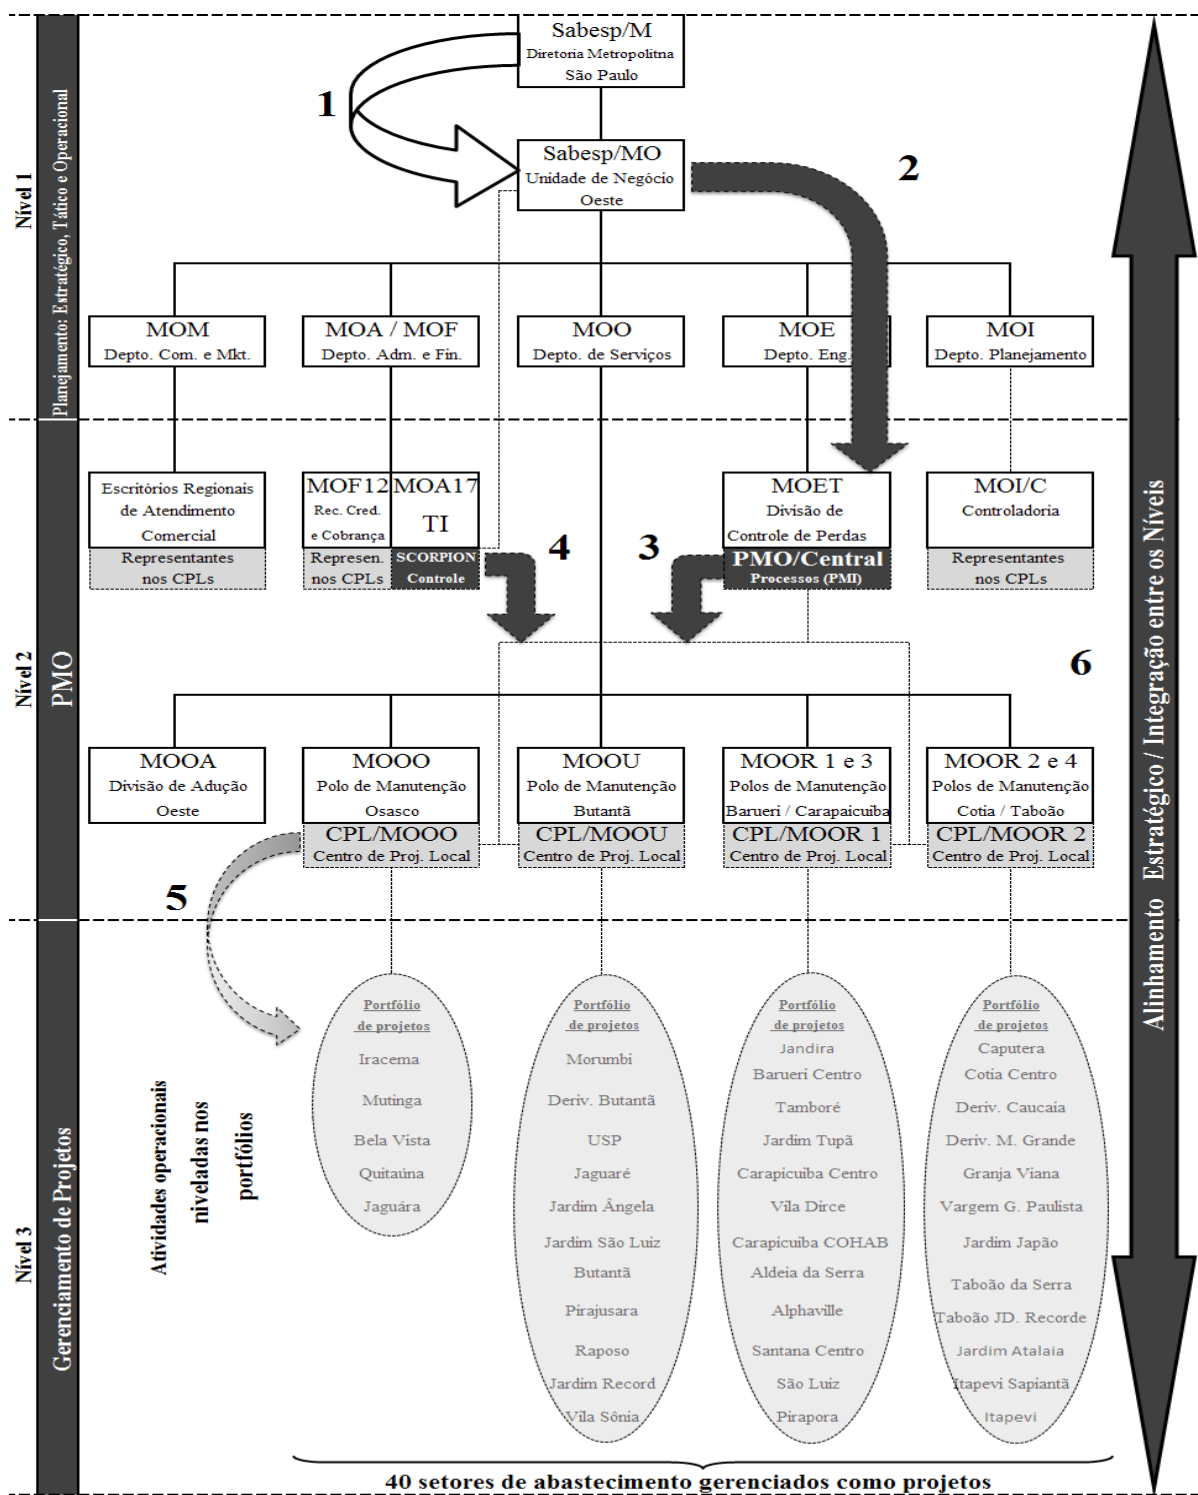 Sabesp/M
Diretoria Metropolitna
São Paulo
1
Sabesp/MO
Unidade de Negócio
Oeste
2
Nível 1
Planejamento: Estratégico, Tático e Operacional
MOM
Depto. Com. e Mkt.
MOA / MOF
Depto. Adm. e Fin.
MOO
Depto. de Serviços
MOE
Depto. Eng.
MOI
Depto. Planejamento
Escritórios Regionais
de Atendimento
Comercial
Representantes
nos CPLs
MOF12
Rec. Cred.
e Cobrança
Represen.
nos CPLs
MOA17
TI
SCORPION
Controle
4
3
MOET
Divisão de
Controle de Perdas
PMO/Central
Processos (PMI)
MOI/C
Controladoria
Representantes
nos CPLs
Nível 2
PMO
6
MOOA
Divisão de Adução
Oeste
MOOO
Polo de Manutenção
Osasco
CPL/MOOO
Centro de Proj. Local
MOOU
Polo de Manutenção
Butantã
CPL/MOOU
Centro de Proj. Local
MOOR 1 e 3
Polos de Manutenção
Barueri / Carapaicuiba
CPL/MOOR 1
Centro de Proj. Local
MOOR 2 e 4
Polos de Manutenção
Cotia / Taboão
CPL/MOOR 2
Centro de Proj. Local
5
Nível 3
Gerenciamento de Projetos
Atividades operacionais
niveladas nos
portfólios
Portfólio
de projetos
Iracema
Mutinga
Bela Vista
Quitaúna
Jaguára
Portfólio
de projetos
Morumbi
Deriv. Butantã
USP
Jaguaré
Jardim Ângela
Jardim São Luiz
Butantã
Pirajusara
Raposo
Jardim Record
Vila Sônia
Portfólio
de projetos
Jandira
Barueri Centro
Tamboré
Jardim Tupã
Carapicuiba Centro
Vila Dirce
Carapicuiba COHAB
Aldeia da Serra
Alphaville
Santana Centro
São Luiz
Pirapora
Portfólio
de projetos
Caputera
Cotia Centro
Deriv. Caucaia
Deriv. M. Grande
Granja Viana
Vargem G. Paulista
Jardim Japão
Taboão da Serra
Taboão JD. Recorde
Jardim Atalaia
Itapevi Sapiantã
Itapevi
40 setores de abastecimento gerenciados como projetos
Alinhamento Estratégico / Integração entre os Níveis